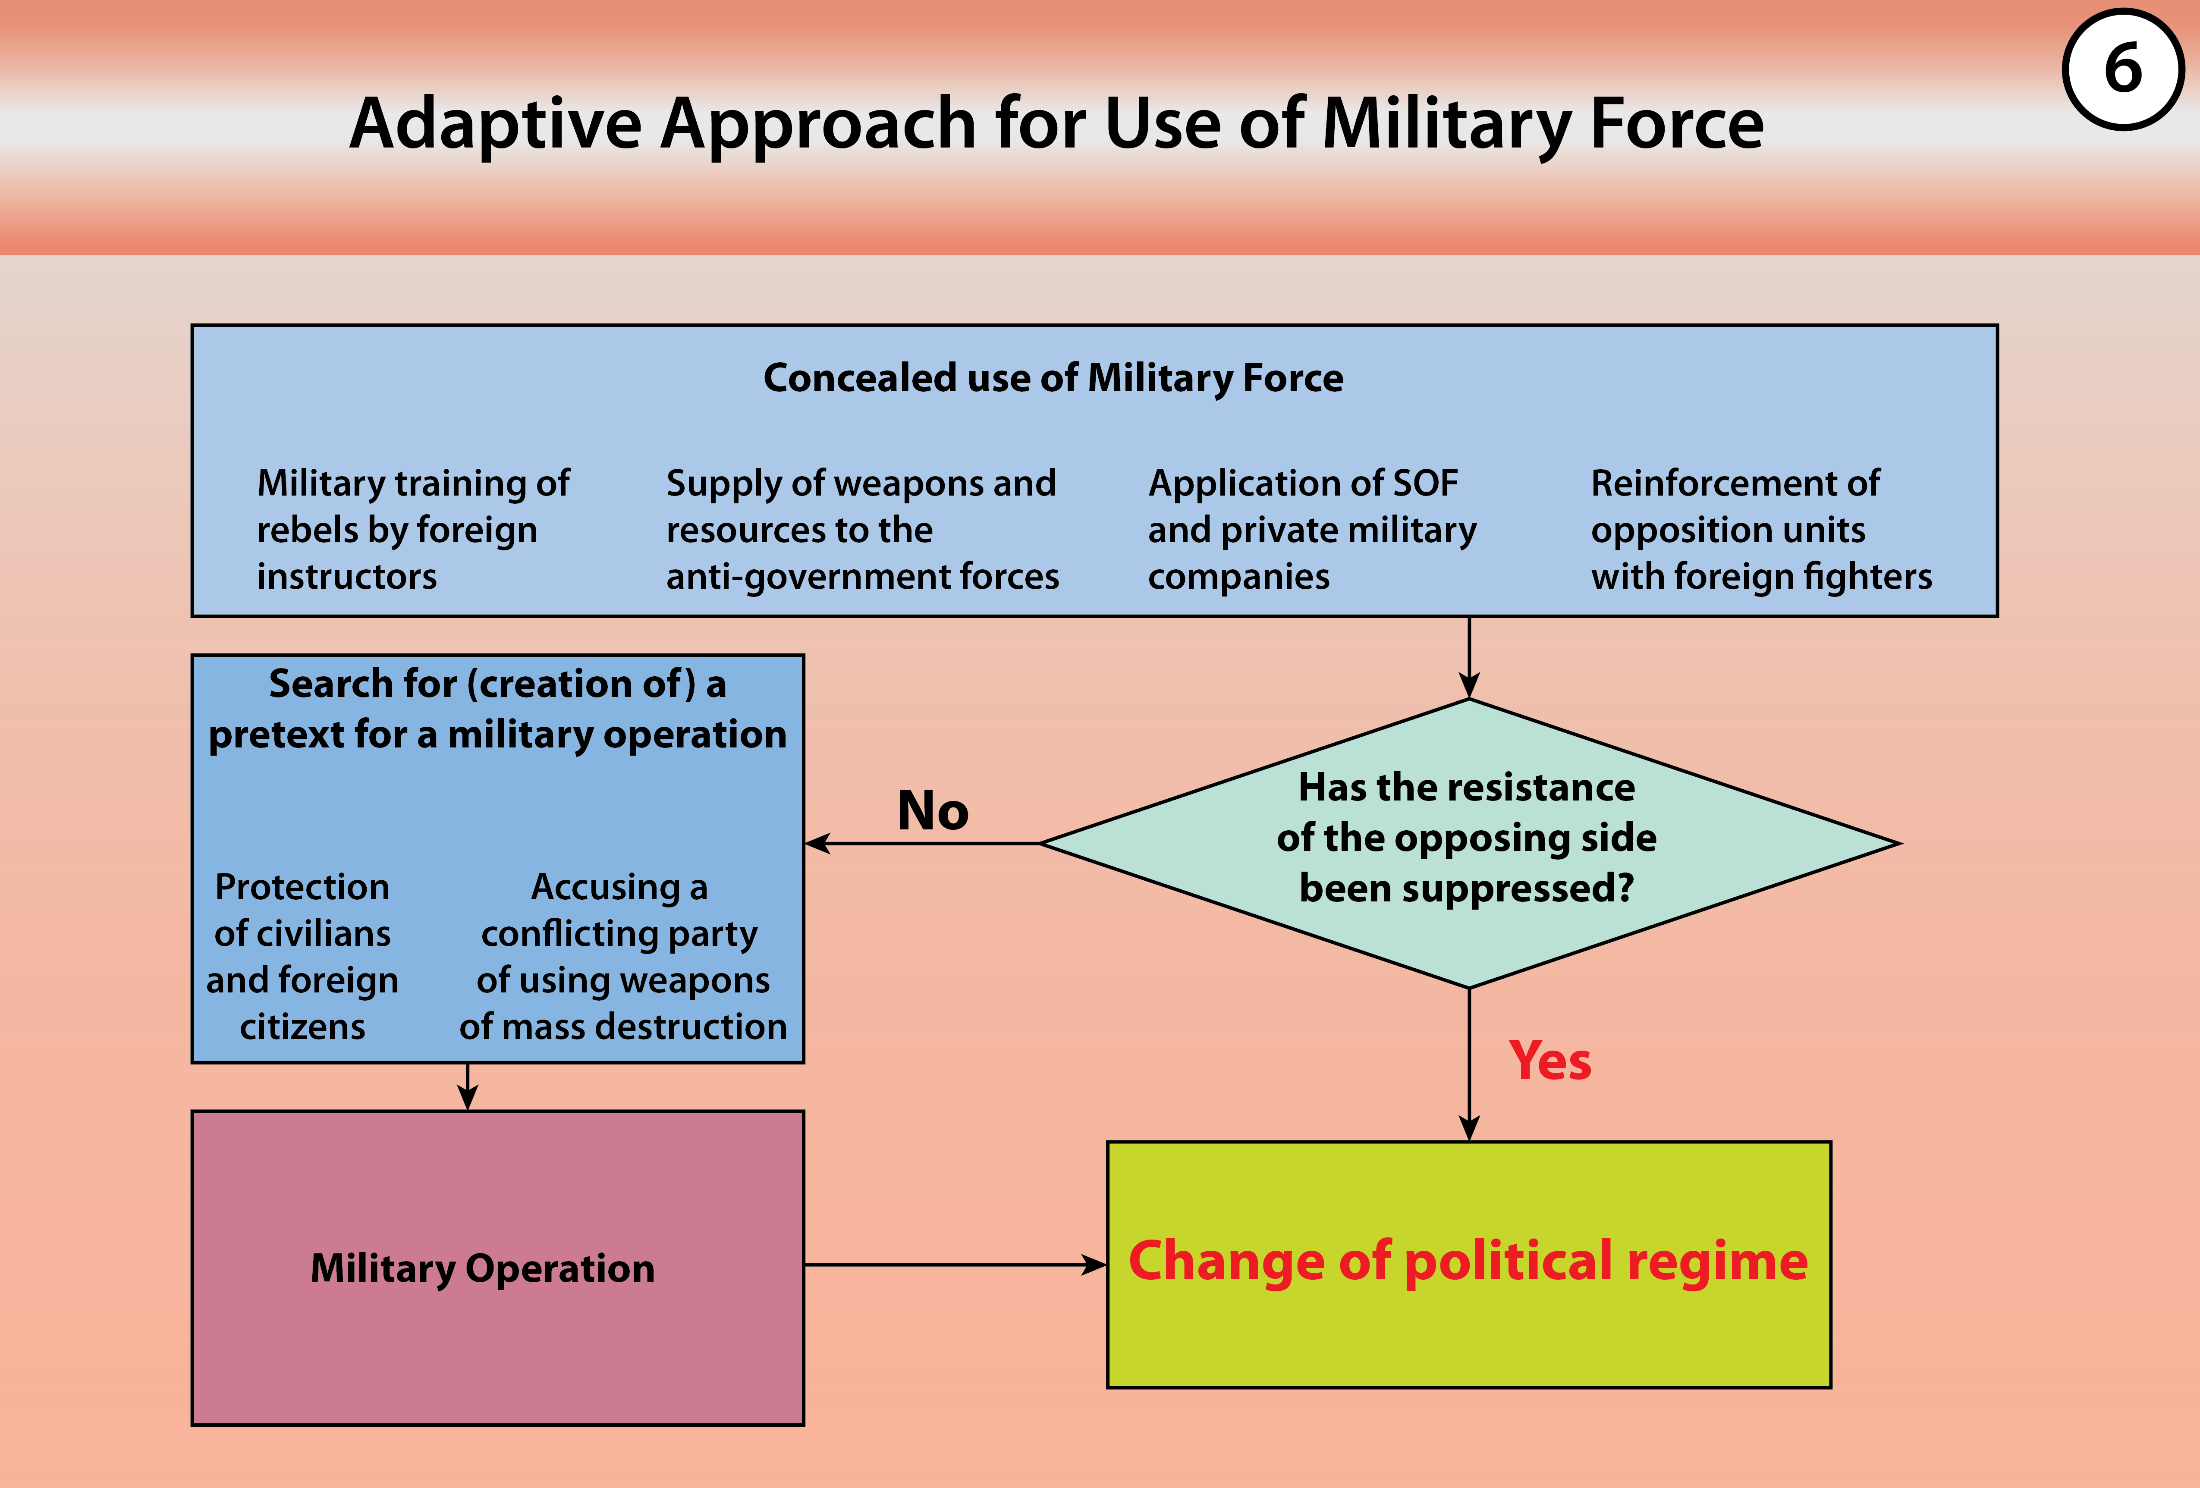 6
Adaptive Approach for Use of Military Force
Concealed use of Military Force
Military training of
rebels by foreign
instructors
Supply of weapons and
resources to the
anti-government forces
Application of SOF
and private military
companies
Reinforcement of
opposition units
with foreign fighters
Search for (creation of) a
pretext for a military operation
Protection
of civilians
and foreign
citizens
Accusing a
conflicting party
of using weapons
of mass destruction
No
Has the resistance
of the opposing side
been suppressed?
Yes
Military Operation
Change of political regime